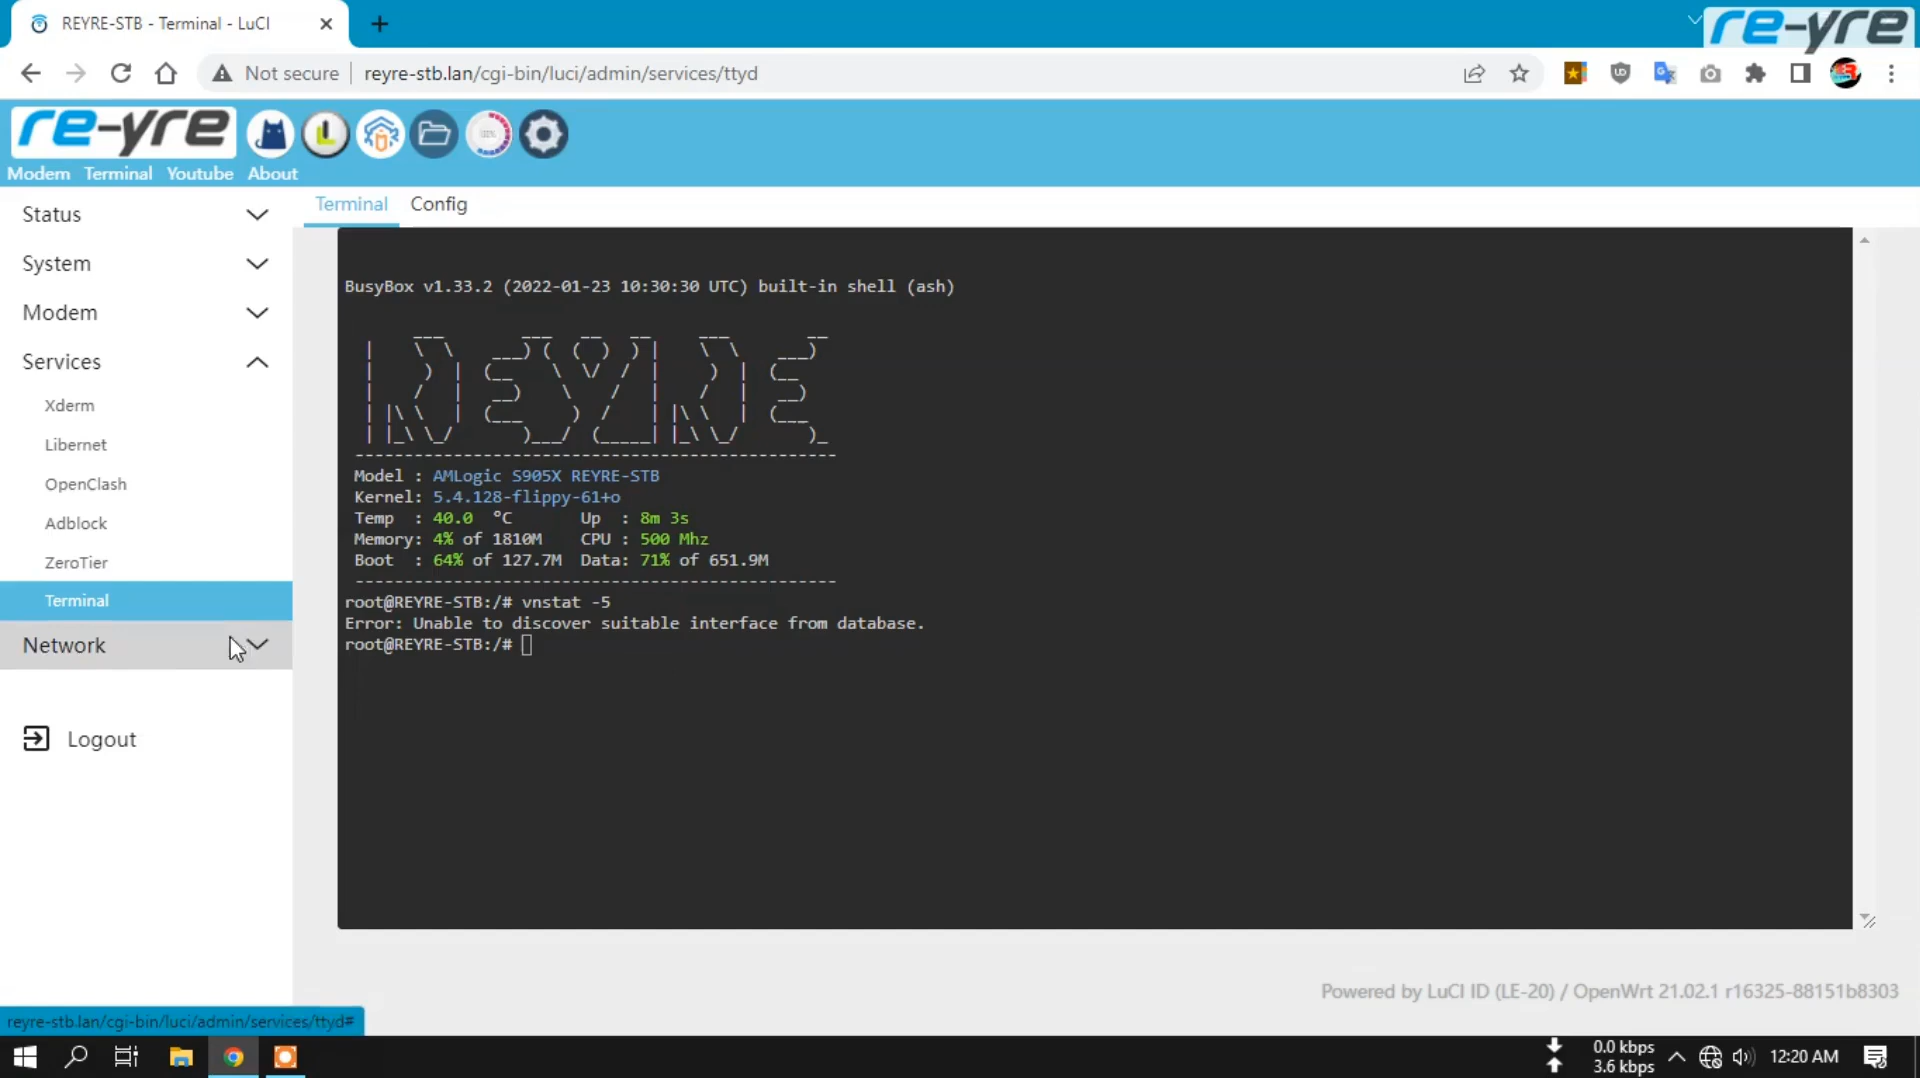 REYRE-STB - Terminal - LuCI
re-yre
Not secure
reyre-stb.lan/cgi-bin/luci/admin/services/ttyd
re-yre
Modem Terminal Youtube About
Status
System
Modem
Services
Xderm
Libernet
OpenClash
Adblock
ZeroTier
Terminal
Network
Logout
Terminal Config
BusyBox v1.33.2 (2022-01-23 10:30:30 UTC) built-in shell (ash)
REYRE
Model : AMLogic S905X REYRE-STB
Kernel: 5.4.128-flippy-61+o
Temp : 40.0 °C Up : 8m 3s
Memory: 4% of 1810M CPU : 500 Mhz
Boot : 64% of 127.7M Data: 71% of 651.9M
root@REYRE-STB:/# vnstat -5
Error: Unable to discover suitable interface from database.
root@REYRE-STB:/#
Powered by LuCI ID (LE-20) / OpenWrt 21.02.1 r16325-88151b8303
reyre-stb.lan/cgi-bin/luci/admin/services/ttyd#
0.0 kbps
3.6 kbps
12:20 AM